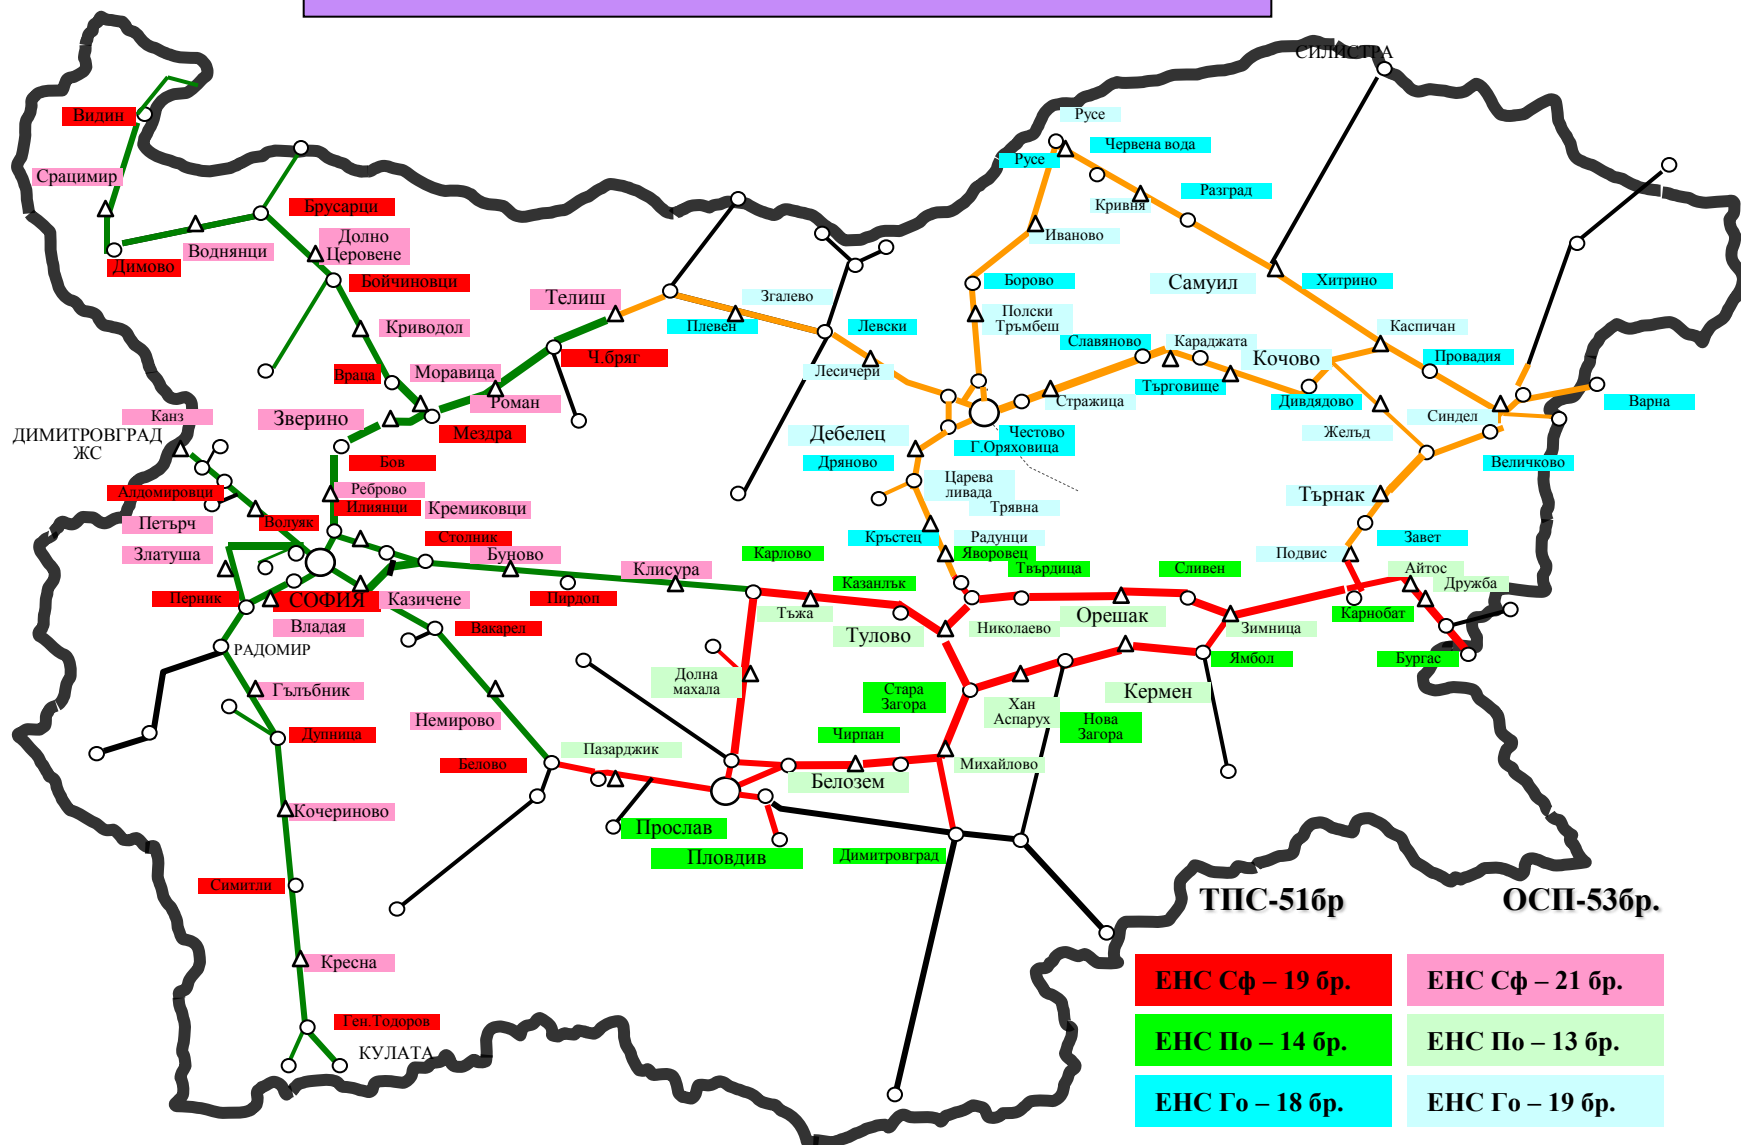 СИЛИСТРА
Видин
Русе
Червена вода
Русе
Срацимир
Разград
Брусарци
Кривня
Долно
Церовене
Иваново
Воднянци
Димово
Бойчиновци
Борово
Самуил
Хитрино
Телиш
Згалево
Полски
Тръмбеш
Криводол
Плевен
Левски
Славяново
Караджата
Каспичан
Ч.бряг
Кочово
Провадия
Враца
Моравица
Лесичери
Търговище
Роман
Стражица
Дивдядово
Варна
Канз
Зверино
Синдел
ДИМИТРОВГРАД
ЖС
Мездра
Дебелец
Честово
Желъд
Г.Оряховица
Бов
Дряново
Величково
Алдомировци
Реброво
Царева
ливада
Търнак
Илиянци
Кремиковци
Трявна
Петърч
Волуяк
Столник
Кръстец
Радунци
Завет
Златуша
Буново
Карлово
Яворовец
Подвис
Клисура
Твърдица
Сливен
Айтос
Казанлък
Дружба
Перник
СОФИЯ
Казичене
Пирдоп
Тъжа
Орешак
Карнобат
Владая
Вакарел
Тулово
Николаево
Зимница
РАДОМИР
Ямбол
Бургас
Долна
махала
Гълъбник
Стара
Загора
Кермен
Хан
Аспарух
Немирово
Нова
Загора
Дупница
Чирпан
Пазарджик
Белово
Михайлово
Белозем
Кочериново
Прослав
Пловдив
Димитровград
Симитли
ТПС-51бр
ОСП-53бр.
Кресна
ЕНС Сф – 19 бр.
ЕНС Сф – 21 бр.
Ген.Тодоров
ЕНС По – 14 бр.
ЕНС По – 13 бр.
КУЛАТА
ЕНС Го – 18 бр.
ЕНС Го – 19 бр.